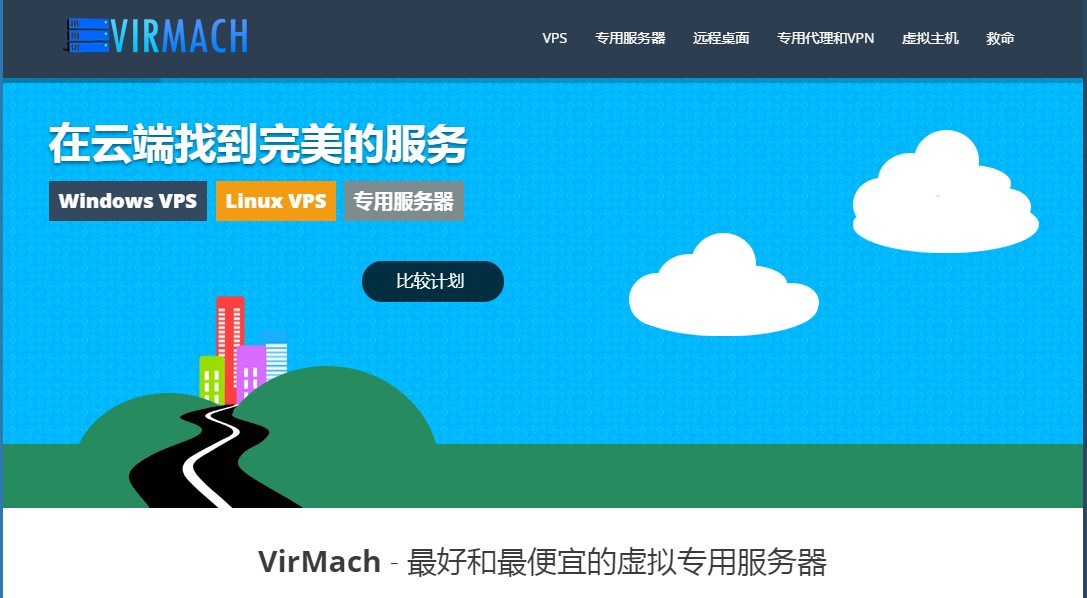 VIRMACH
VPS 专用服务器 远程桌面 专用代理和VPN 虚拟主机 救命
在云端找到完美的服务
Windows VPS Linux VPS 专用服务器
比较计划
VirMach - 最好和最便宜的虚拟专用服务器